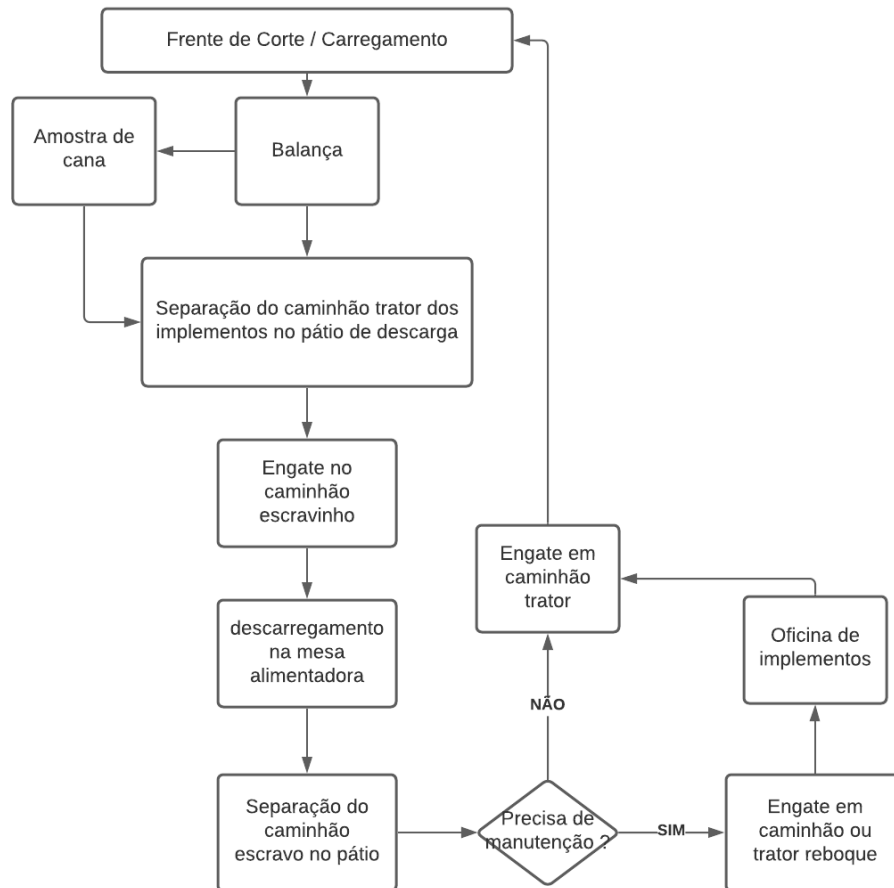 Frente de Corte / Carregamento
Amostra de
cana
Balança
Separação do caminhão trator dos
implementos no pátio de descarga
Engate no
caminhão
escravinho
descarregamento
na mesa
alimentadora
Separação do
caminhão
escravo no pátio
Precisa de
manutenção ?
NÃO
SIM
Engate em
caminhão
trator
Oficina de
implementos
Engate em
caminhão ou
trator reboque